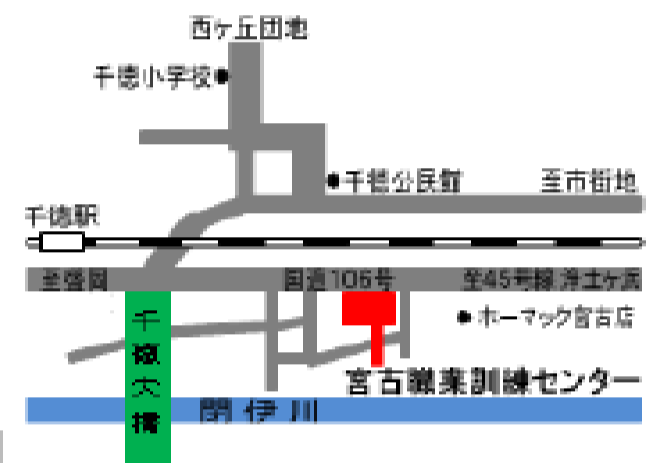 西ヶ丘団地
千徳小学校
千徳公民館
至市街地
千徳駅
至盛岡
国道106号
至45号線 浄土ヶ浜
千徳大橋
ホーマック宮古店
宮古職業訓練センター
閉伊川